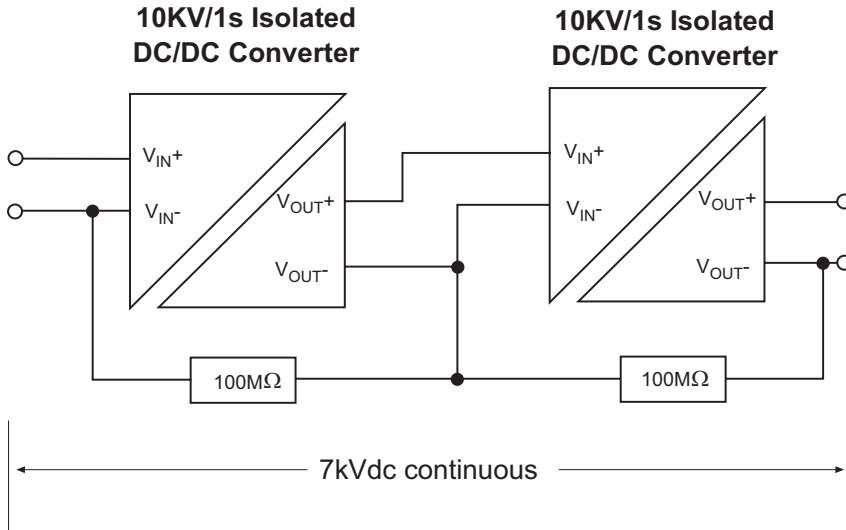 10KV/1s Isolated
DC/DC Converter
10KV/1s Isolated
DC/DC Converter
VIN+
VIN-
VOUT+
VOUT-
VIN+
VIN-
VOUT+
VOUT-
100MΩ
100MΩ
7kVdc continuous